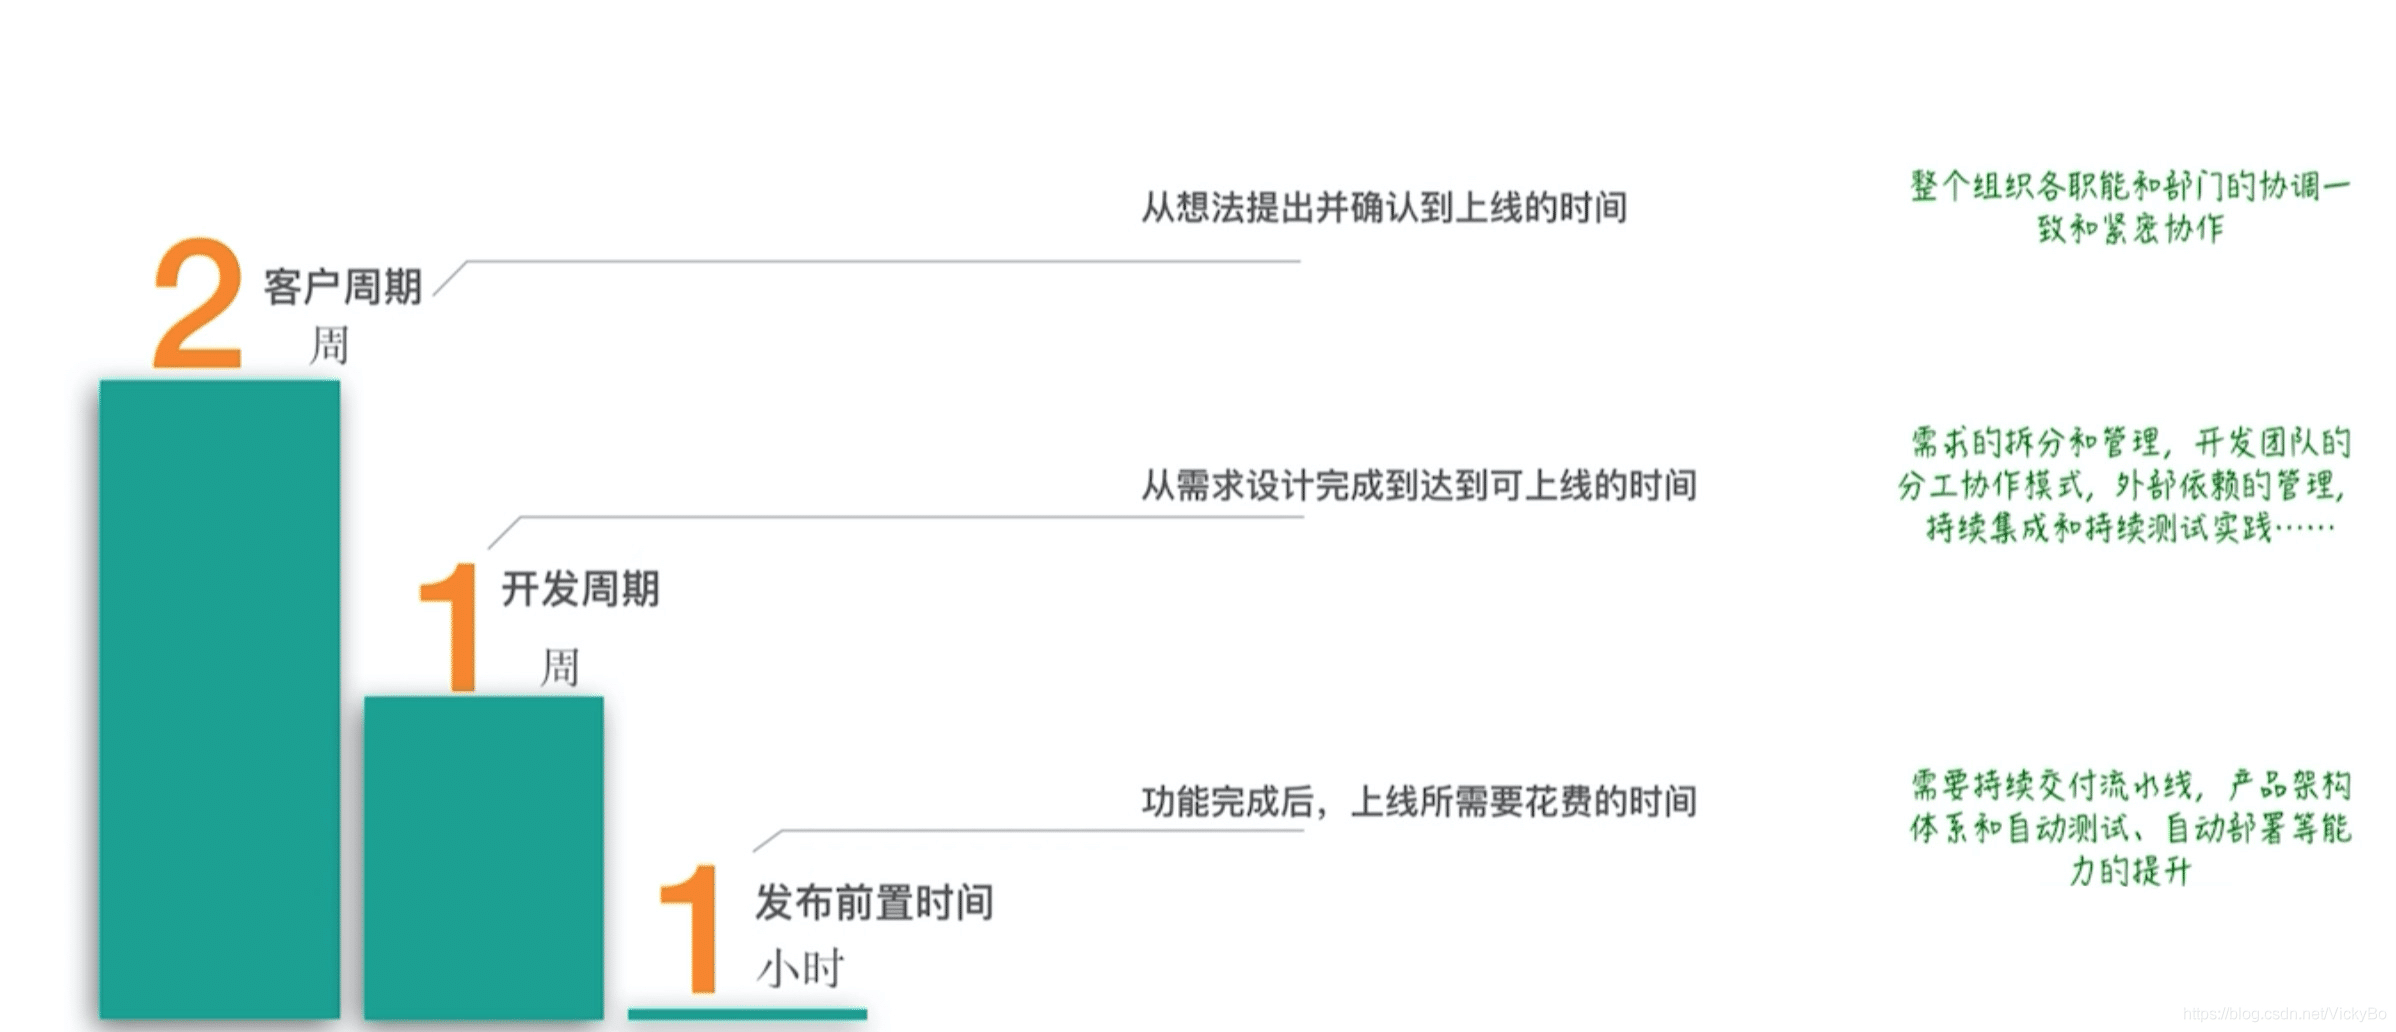 从想法提出并确认到上线的时间
整个组织各职能和部门的协调一
致和紧密协作
2
客户周期
周
从需求设计完成到达到可上线的时间
需求的拆分和管理，开发团队的
分工协作模式，外部依赖的管理，
持续集成和持续测试实践……
1
开发周期
周
功能完成后，上线所需要花费的时间
需要持续交付流水线，产品架构
体系和自动测试、自动部署等能
力的提升
1
发布前置时间
小时
https://blog.csdn.net/VickyBo